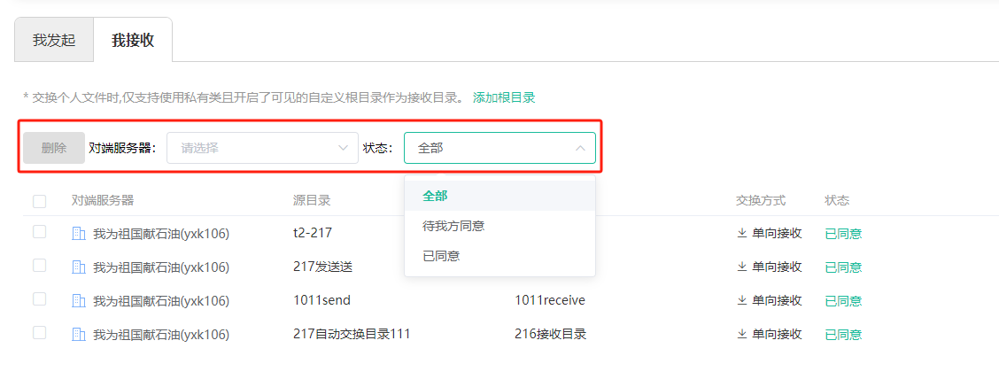 我发起 我接收
* 交换个人文件时,仅支持使用私有类且开启了可见的自定义根目录作为接收目录。 添加根目录
删除 对端服务器： 请选择 状态： 全部
对端服务器 源目录 交换方式 状态
全部
待我方同意
已同意
我为祖国献石油(yxk106) t2-217 单向接收 已同意
我为祖国献石油(yxk106) 217发送送 单向接收 已同意
我为祖国献石油(yxk106) 1011send 1011receive 单向接收 已同意
我为祖国献石油(yxk106) 217自动交换目录111 216接收目录 单向接收 已同意